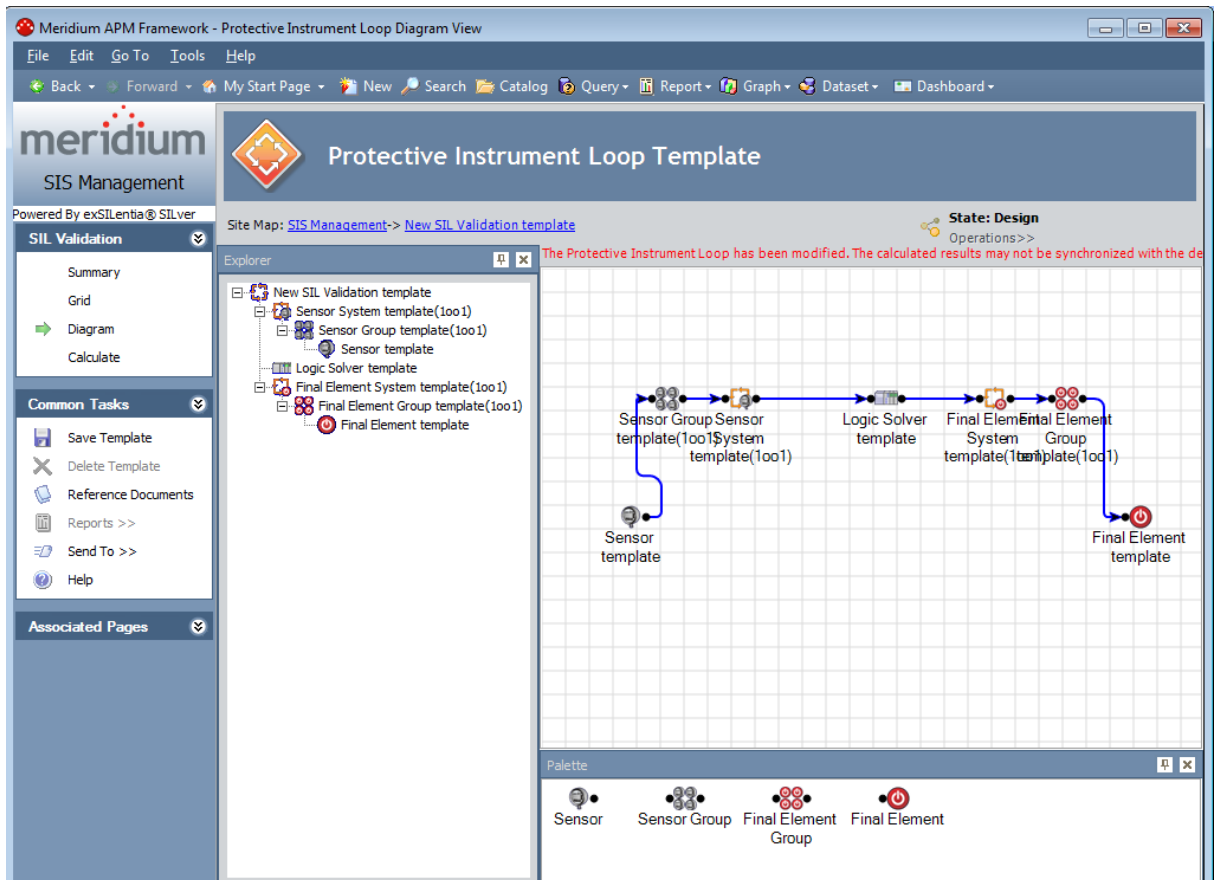 Meridium APM Framework - Protective Instrument Loop Diagram View
File Edit Go To Tools Help
Back Forward My Start Page New Search Catalog Query Report Graph Dataset Dashboard
meridium
SIS Management
Powered By exSILentia® SILver
Protective Instrument Loop Template
Site Map: SIS Management-> New SIL Validation template
State: Design
Operations>>
SIL Validation
Summary
Grid
Diagram
Calculate
Common Tasks
Save Template
Delete Template
Reference Documents
Reports >>
Send To >>
Help
Associated Pages
Explorer
New SIL Validation template
Sensor System template(1oo1)
Sensor Group template(1oo1)
Sensor template
Logic Solver template
Final Element System template(1oo1)
Final Element Group template(1oo1)
Final Element template
The Protective Instrument Loop has been modified. The calculated results may not be synchronized with the de
Sensor Group
template(1oo1)
Sensor
System
template(1oo1)
Logic Solver
template
Final Element
System
template(1oo1)
Final Element
Group
template(1oo1)
Sensor
template
Final Element
template
Palette
Sensor
Sensor Group
Final Element
Group
Final Element